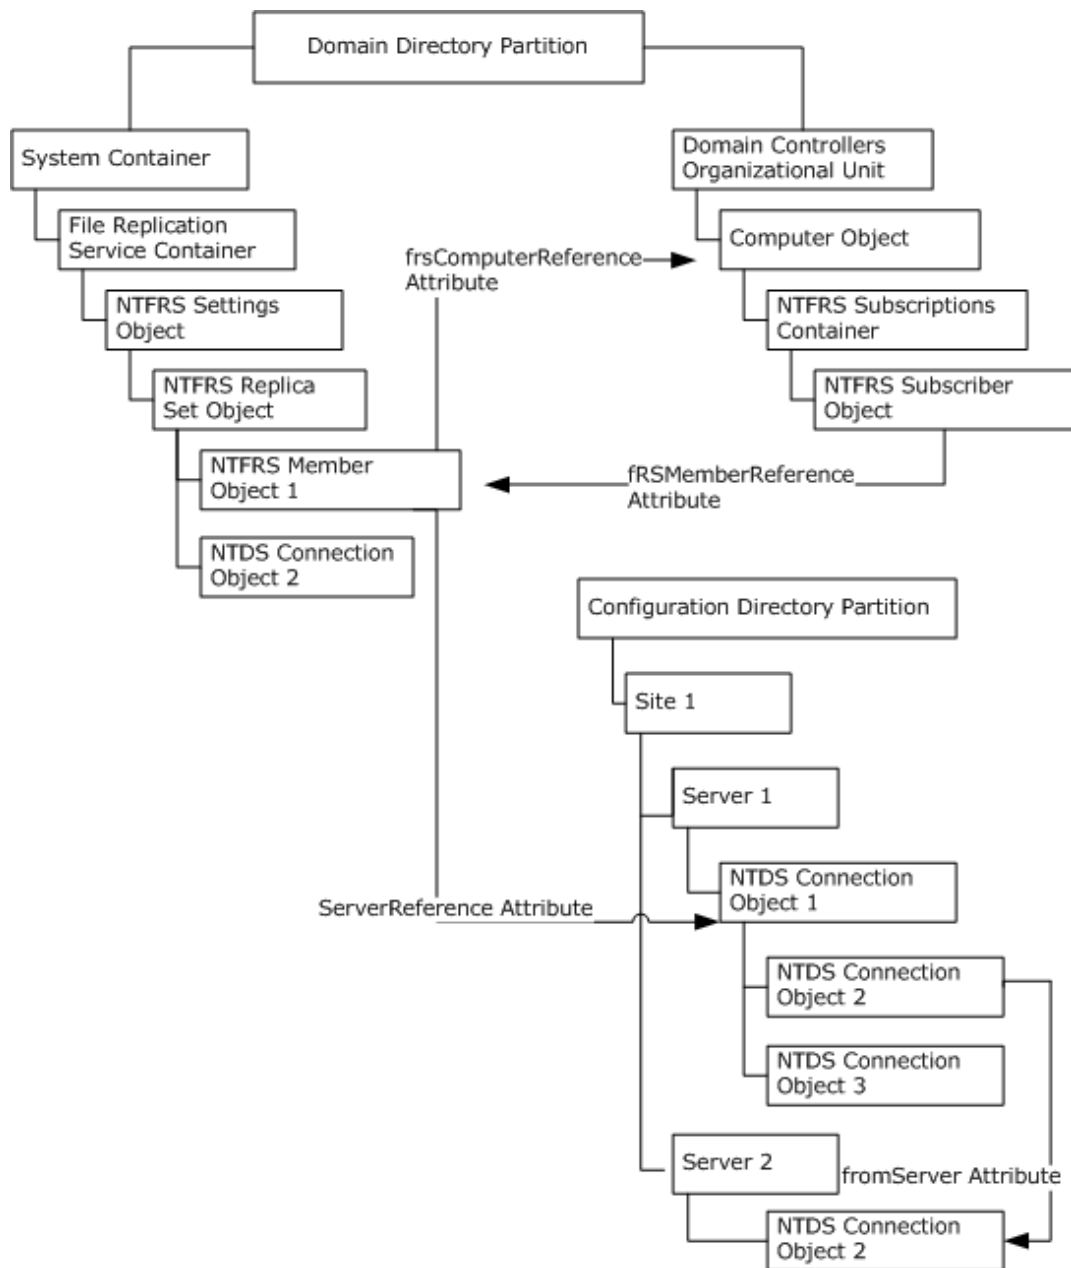 Domain Directory Partition
System Container
Domain Controllers
Organizational Unit
File Replication
Service Container
Computer Object
frsComputerReference
Attribute
NTFRS Settings
Object
NTFRS Subscriptions
Container
NTFRS Replica
Set Object
NTFRS Subscriber
Object
NTFRS Member
Object 1
fRSMemberReference
Attribute
NTDS Connection
Object 2
Configuration Directory Partition
Site 1
Server 1
NTDS Connection
Object 1
ServerReference Attribute
NTDS Connection
Object 2
NTDS Connection
Object 3
Server 2
fromServer Attribute
NTDS Connection
Object 2